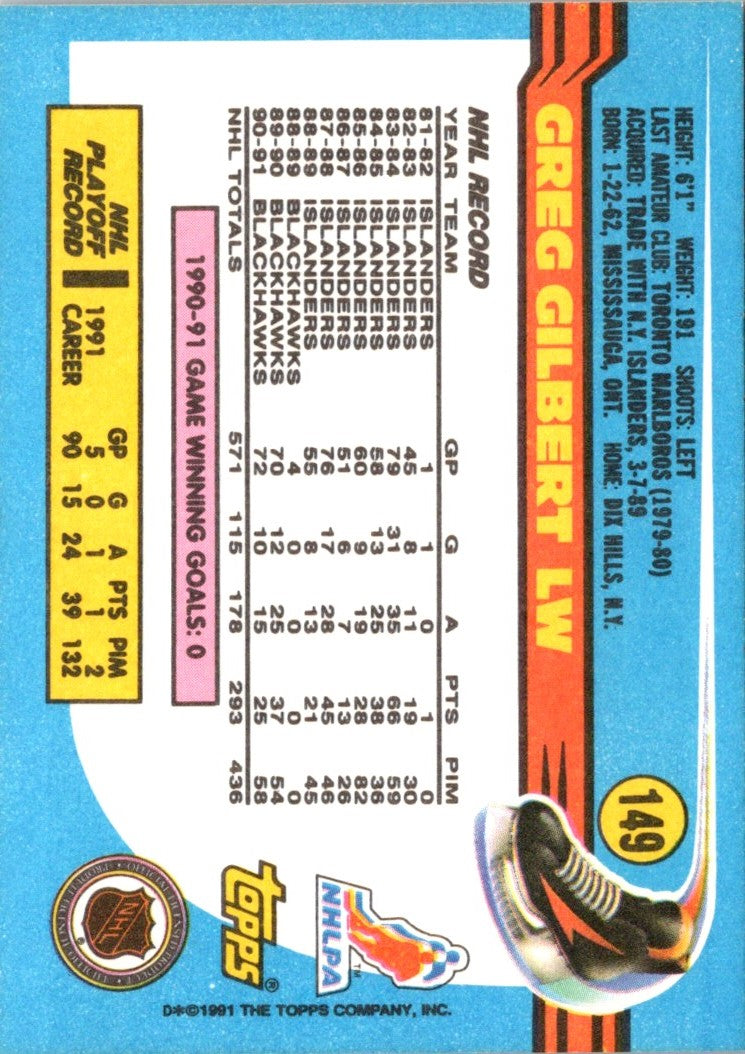 149
HEIGHT: 6'1" WEIGHT: 191 SHOOTS: LEFT
LAST AMATEUR CLUB: TORONTO MARLBOROS (1979-80)
ACQUIRED: TRADE WITH N.Y. ISLANDERS, 3-7-89
BORN: 1-22-62, MISSISSAUGA, ONT. HOME: DIX HILLS, N.Y.
GREG GILBERT LW
NHL RECORD
YEAR TEAM GP G A PTS PIM
81-82 ISLANDERS 1 1 0 1 0
82-83 ISLANDERS 45 8 11 19 30
83-84 ISLANDERS 79 31 35 66 59
84-85 ISLANDERS 58 13 25 38 36
85-86 ISLANDERS 60 9 19 28 82
86-87 ISLANDERS 51 6 7 13 26
87-88 ISLANDERS 76 17 28 45 46
88-89 ISLANDERS 55 8 13 21 45
88-89 BLACKHAWKS 4 0 0 0 0
89-90 BLACKHAWKS 70 12 25 37 54
90-91 BLACKHAWKS 72 10 15 25 58
NHL TOTALS 571 115 178 293 436
1990-91 GAME WINNING GOALS: 0
NHL PLAYOFF RECORD
GP G A PTS PIM
1991 5 0 1 1 2
CAREER 90 15 24 39 132
NHLPA ™
topps ®
OFFICIAL LICENSED PRODUCT
NHL ®
D✱©1991 THE TOPPS COMPANY, INC.